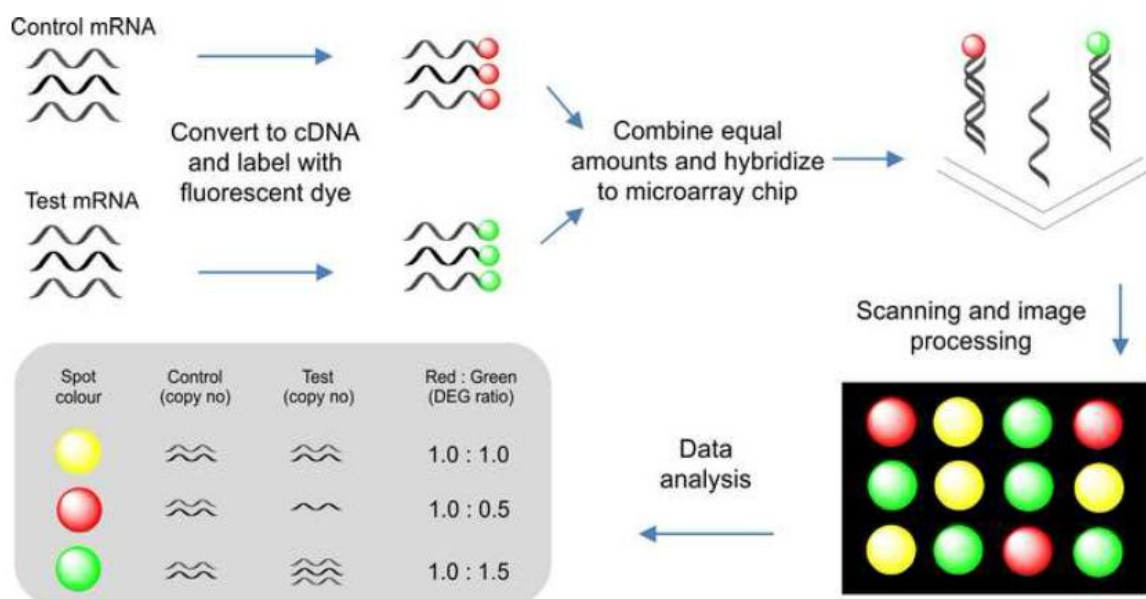 Control mRNA
Convert to cDNA
and label with
fluorescent dye
Test mRNA
Combine equal
amounts and hybridize
to microarray chip
Scanning and image
processing
Data
analysis
Spot
colour
Control
(copy no)
Test
(copy no)
Red : Green
(DEG ratio)
1.0 : 1.0
1.0 : 0.5
1.0 : 1.5